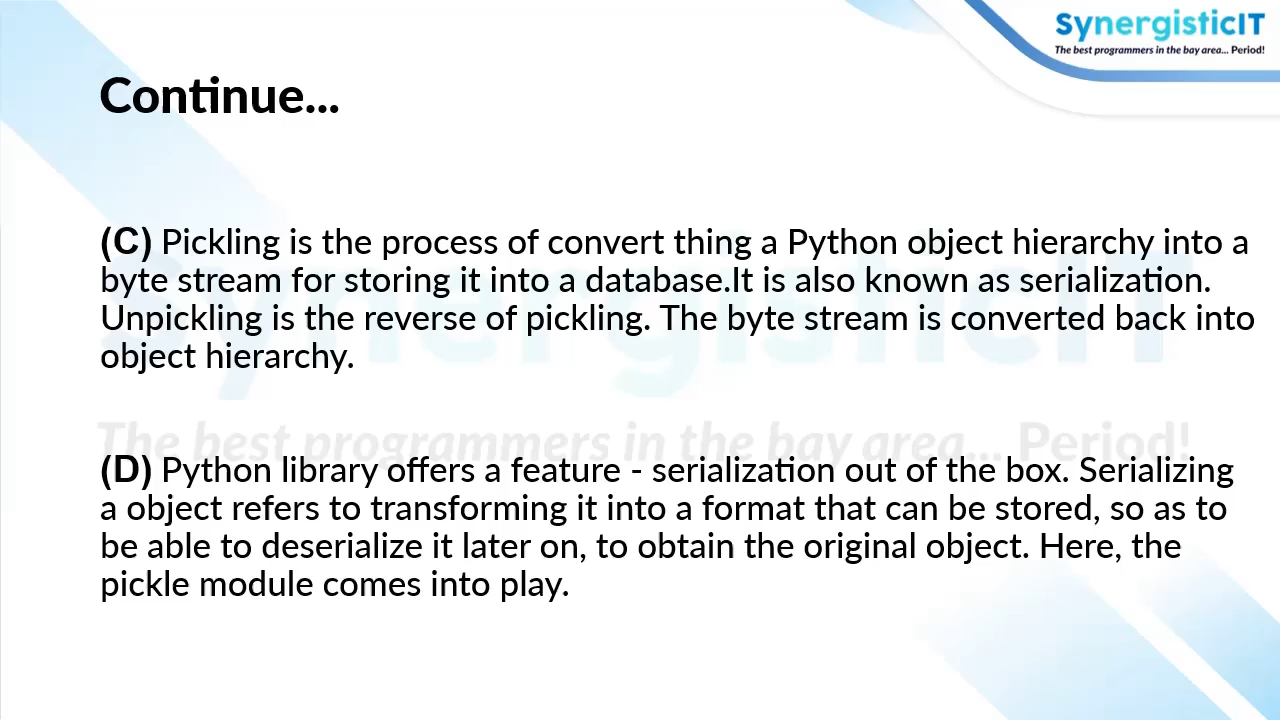 SynergisticIT
The best programmers in the bay area... Period!
Continue...
(C) Pickling is the process of convert thing a Python object hierarchy into a
byte stream for storing it into a database.It is also known as serialization.
Unpickling is the reverse of pickling. The byte stream is converted back into
object hierarchy.
SynergisticIT
The best programmers in the bay area... Period!
(D) Python library offers a feature - serialization out of the box. Serializing
a object refers to transforming it into a format that can be stored, so as to
be able to deserialize it later on, to obtain the original object. Here, the
pickle module comes into play.